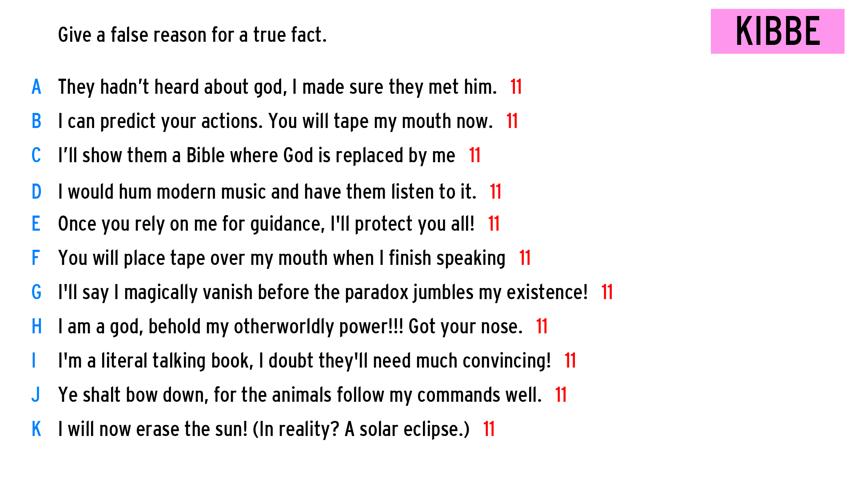 Give a false reason for a true fact.
KIBBE
A They hadn’t heard about god, I made sure they met him. 11
B I can predict your actions. You will tape my mouth now. 11
C I’ll show them a Bible where God is replaced by me 11
D I would hum modern music and have them listen to it. 11
E Once you rely on me for guidance, I'll protect you all! 11
F You will place tape over my mouth when I finish speaking 11
G I'll say I magically vanish before the paradox jumbles my existence! 11
H I am a god, behold my otherworldly power!!! Got your nose. 11
I I'm a literal talking book, I doubt they'll need much convincing! 11
J Ye shalt bow down, for the animals follow my commands well. 11
K I will now erase the sun! (In reality? A solar eclipse.) 11